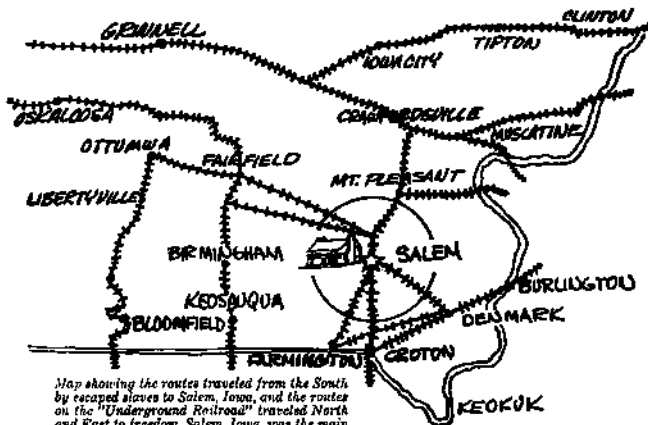 CLINTON
GRINNELL
TIPTON
IOWA CITY
OSKALOOSA
CRAWFORDSVILLE
MUSCATINE
OTTUMWA
FAIRFIELD
MT. PLEASANT
LIBERTYVILLE
BIRMINGHAM
SALEM
KEOSAUQUA
BURLINGTON
BLOOMFIELD
DENMARK
FARMINGTON
CROTON
KEOKUK
Map showing the routes traveled from the South
by escaped slaves to Salem, Iowa, and the routes
on the "Underground Railroad" traveled North
and East to freedom. Salem, Iowa, was the main